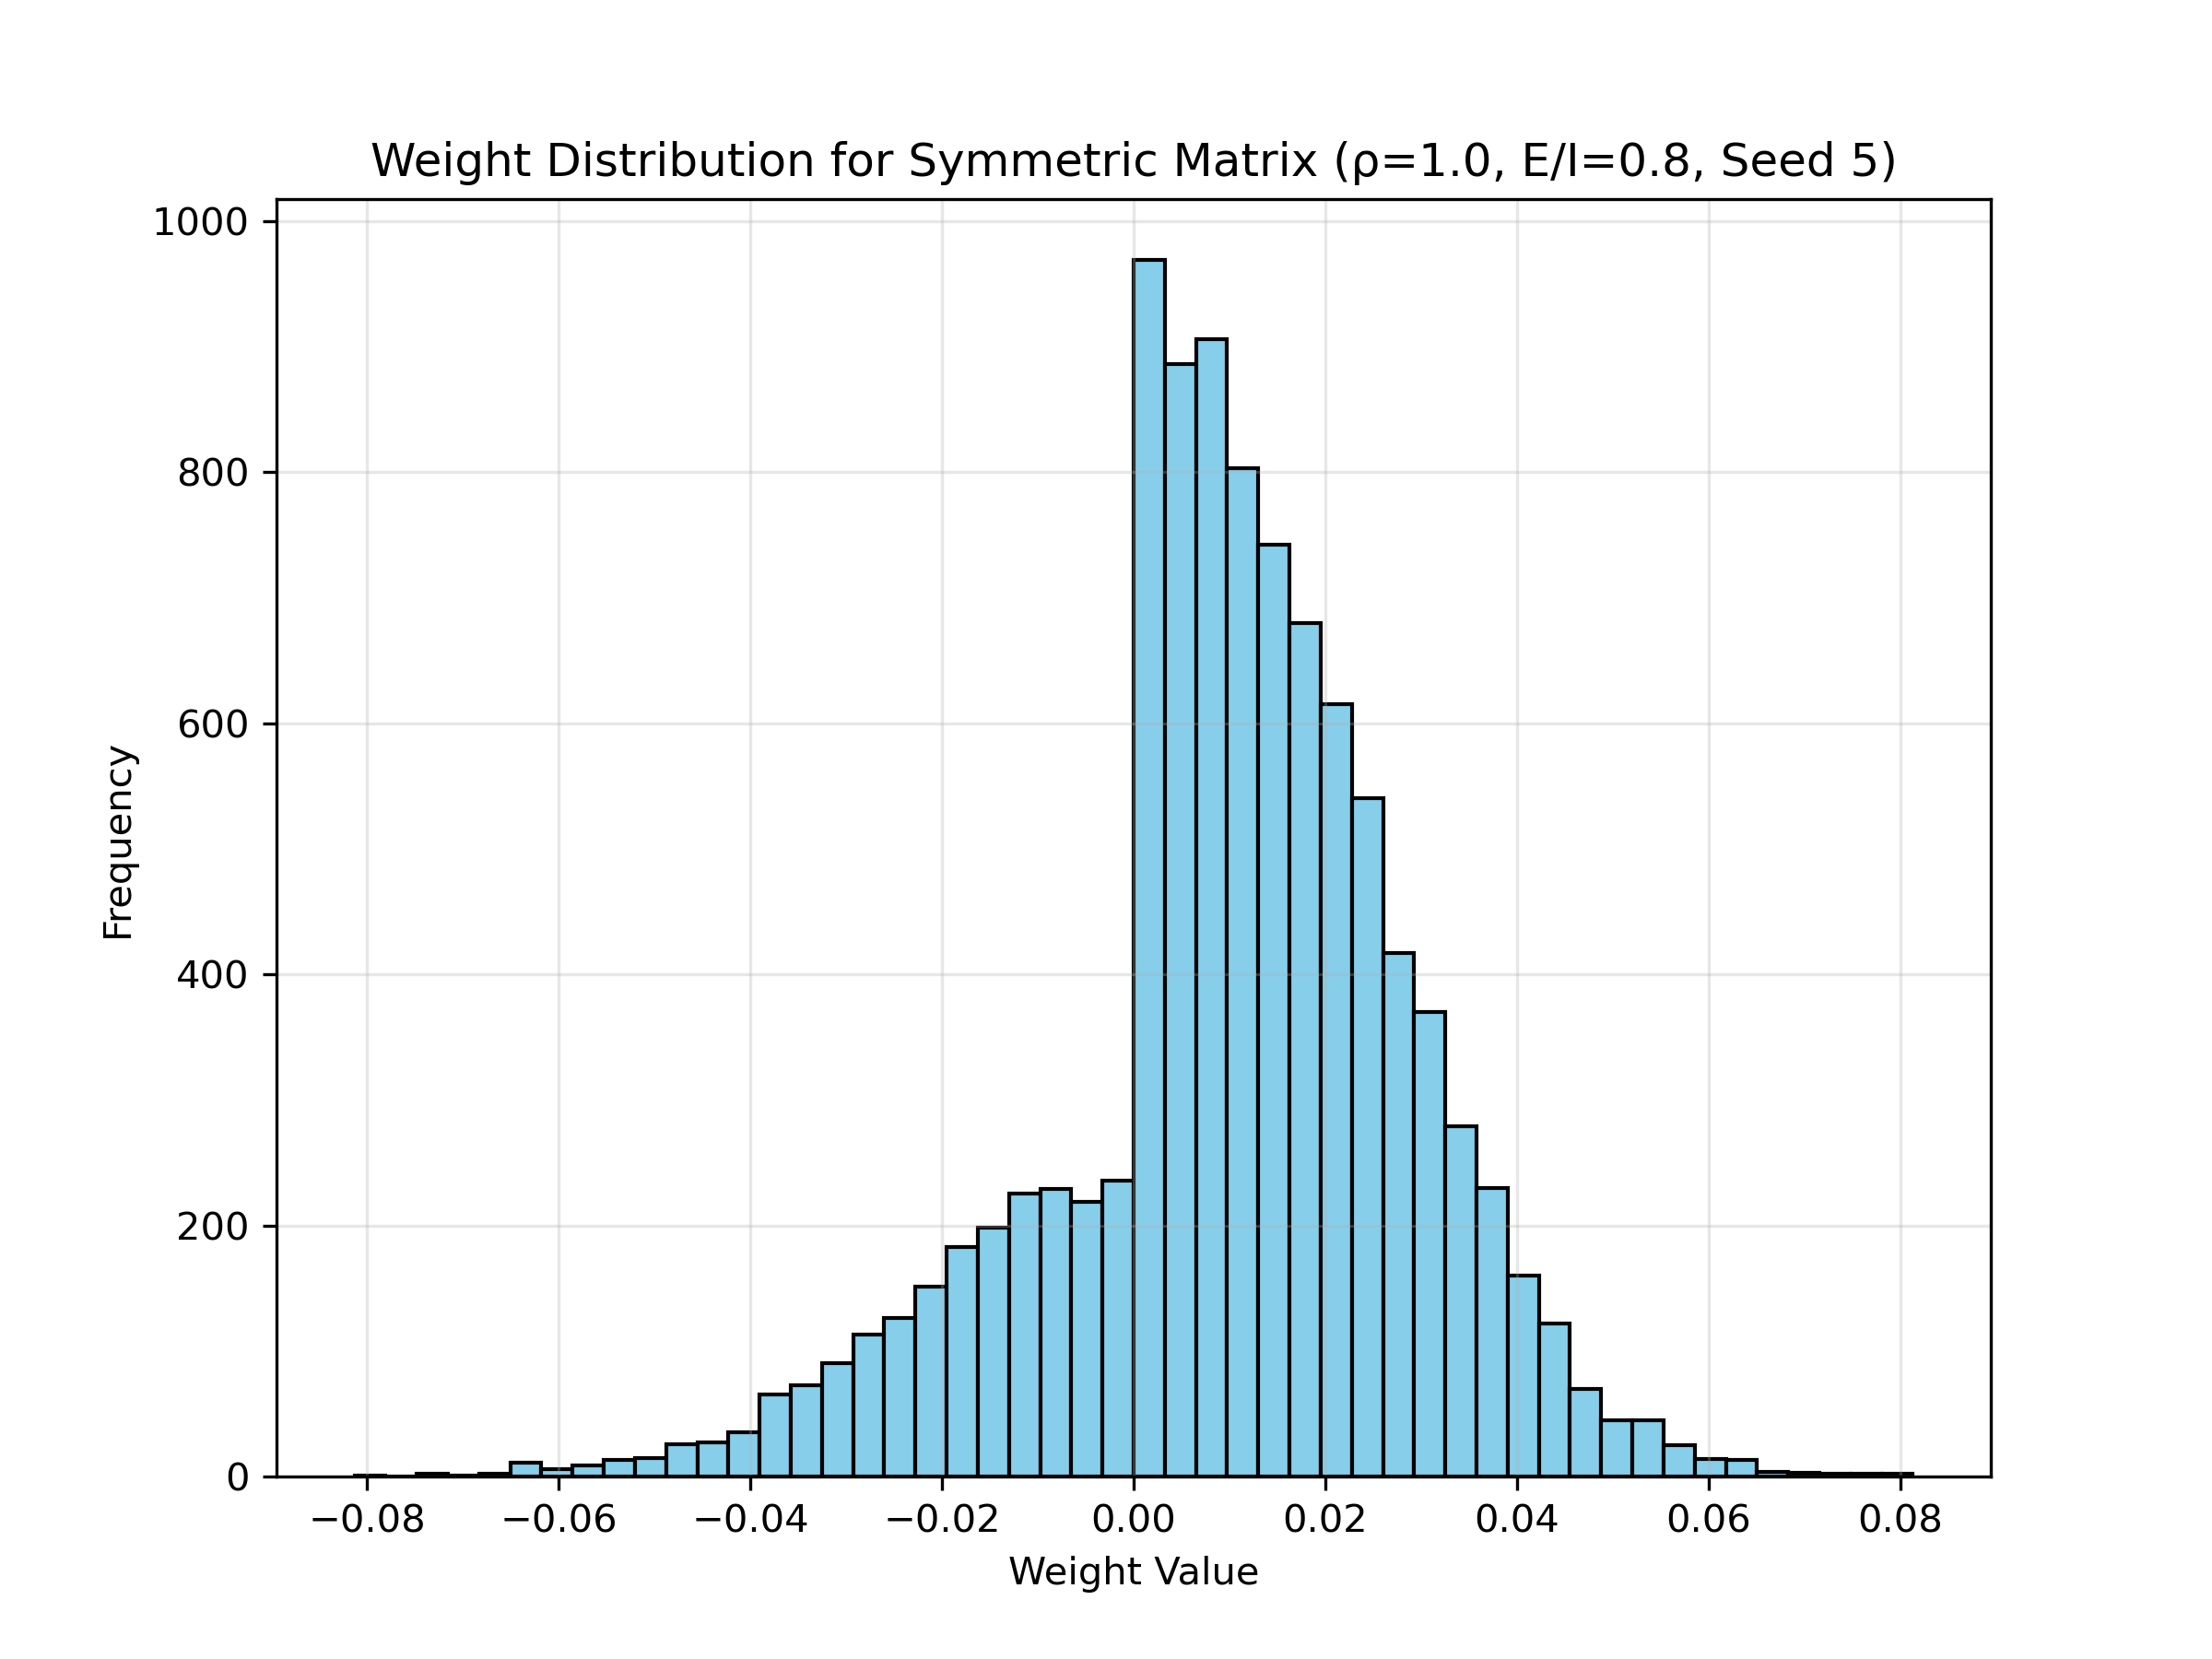 Weight Distribution for Symmetric Matrix (ρ=1.0, E/I=0.8, Seed 5)
1000
800
600
400
200
0
Frequency
−0.08 −0.06 −0.04 −0.02 0.00 0.02 0.04 0.06 0.08
Weight Value